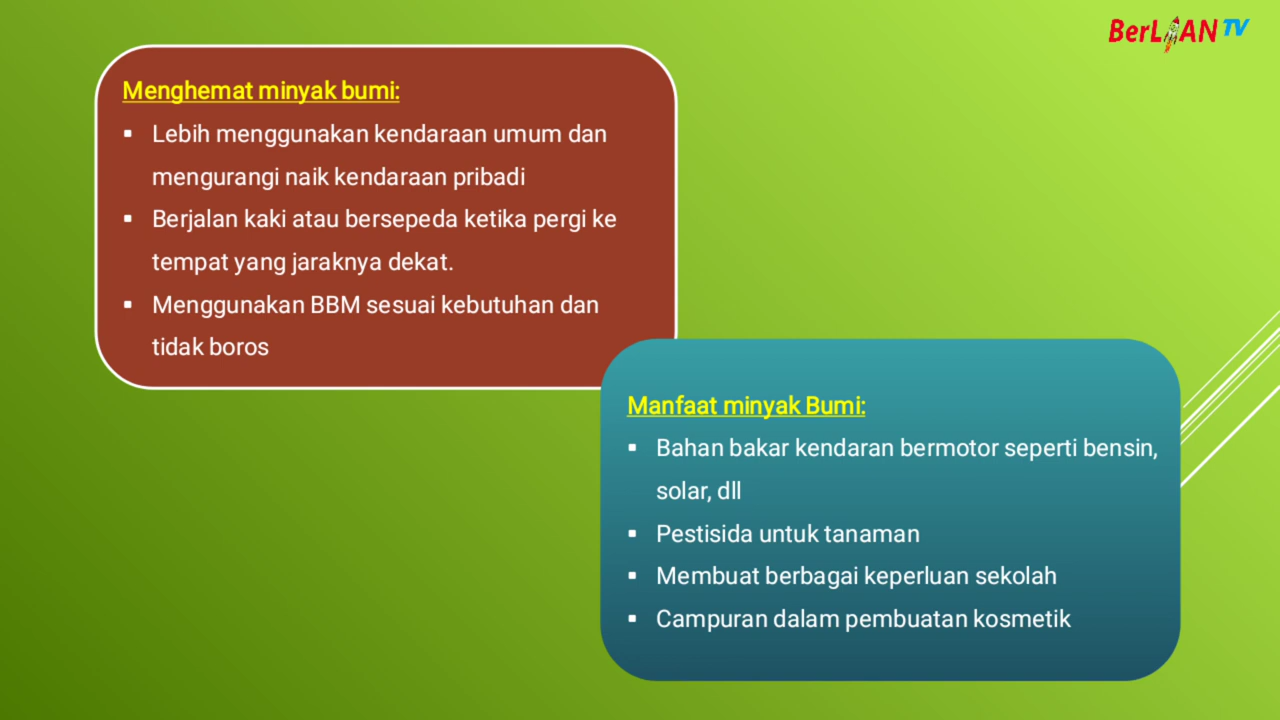 BerLIAN TV
Menghemat minyak bumi:
▪ Lebih menggunakan kendaraan umum dan
mengurangi naik kendaraan pribadi
▪ Berjalan kaki atau bersepeda ketika pergi ke
tempat yang jaraknya dekat.
▪ Menggunakan BBM sesuai kebutuhan dan
tidak boros
Manfaat minyak Bumi:
▪ Bahan bakar kendaran bermotor seperti bensin,
solar, dll
▪ Pestisida untuk tanaman
▪ Membuat berbagai keperluan sekolah
▪ Campuran dalam pembuatan kosmetik